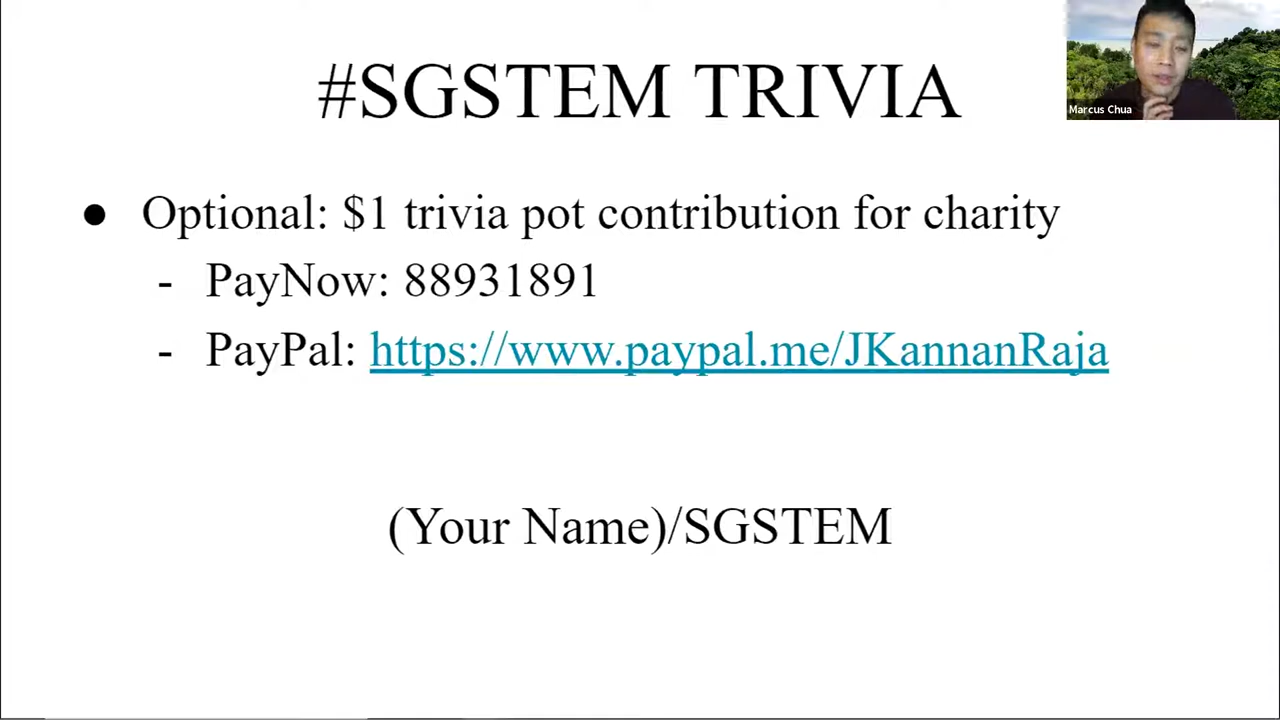 #SGSTEM TRIVIA
Marcus Chua
● Optional: $1 trivia pot contribution for charity
- PayNow: 88931891
- PayPal: https://www.paypal.me/JKannanRaja
(Your Name)/SGSTEM